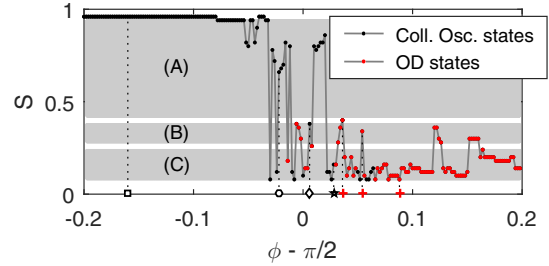 1
Coll. Osc. states
OD states
(A)
S
0.5
(B)
(C)
0
-0.2
-0.1
0
0.1
0.2
ϕ - π/2